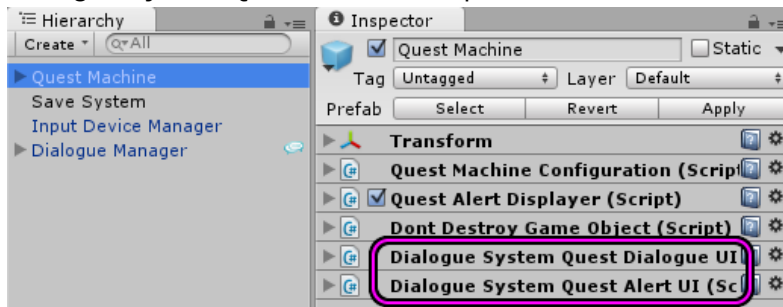 Hierarchy
Create
All
Quest Machine
Save System
Input Device Manager
Dialogue Manager
Inspector
Quest Machine
Static
Tag Untagged Layer Default
Prefab Select Revert Apply
Transform
Quest Machine Configuration (Script
Quest Alert Displayer (Script)
Dont Destroy Game Object (Script)
Dialogue System Quest Dialogue UI
Dialogue System Quest Alert UI (Sc